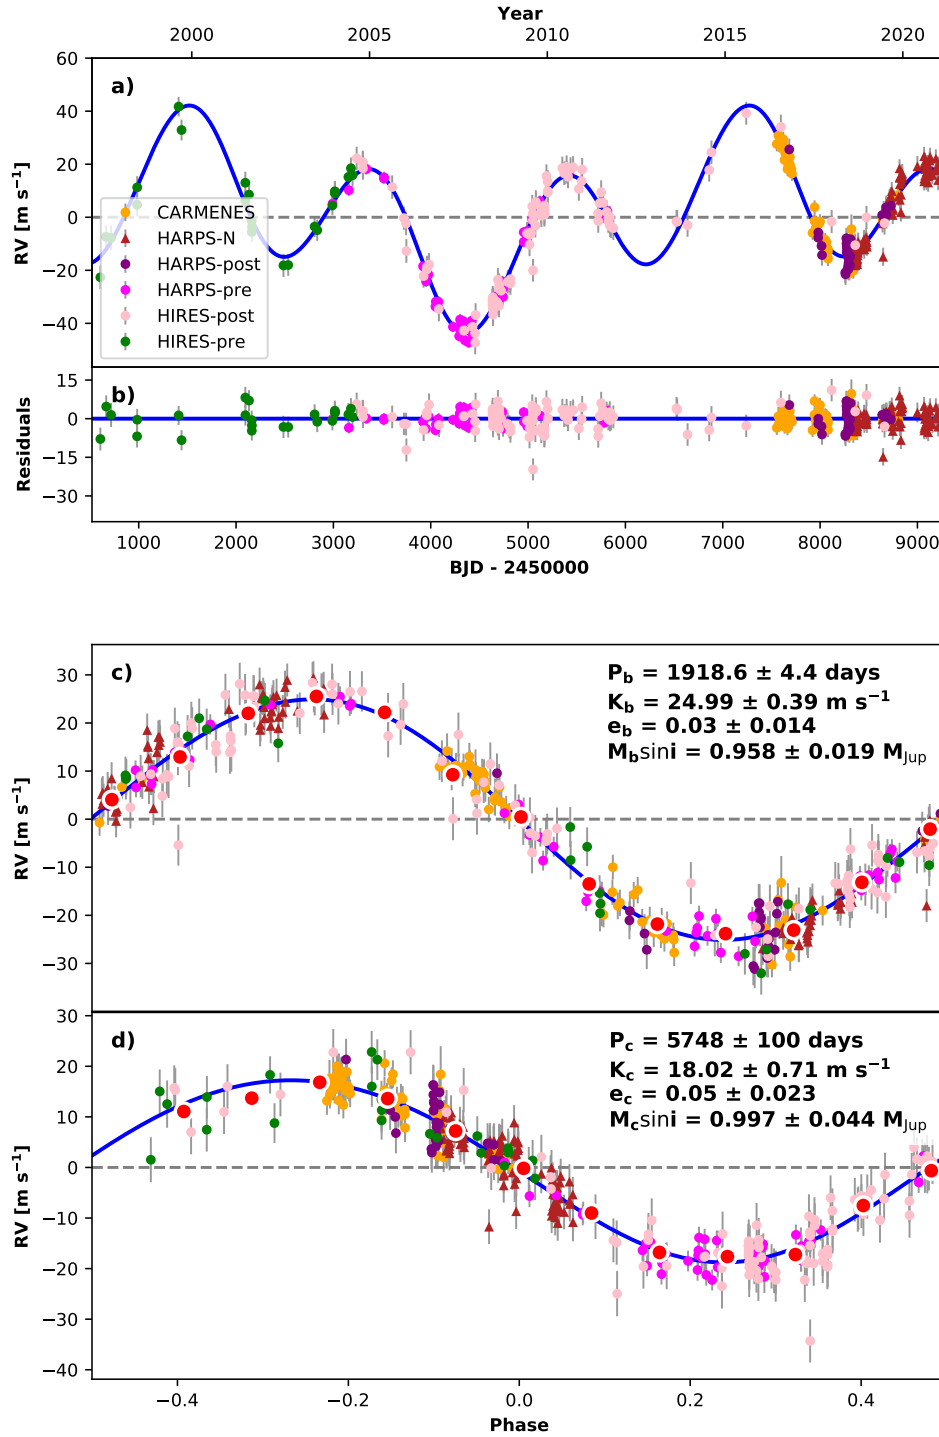 Year
2000 2005 2010 2015 2020
a)
60
40
20
0
−20
−40
RV [m s⁻¹]
CARMENES
HARPS-N
HARPS-post
HARPS-pre
HIRES-post
HIRES-pre
b)
15
0
−15
−30
Residuals
1000 2000 3000 4000 5000 6000 7000 8000 9000
BJD - 2450000
c)
P_b = 1918.6 ± 4.4 days
K_b = 24.99 ± 0.39 m s⁻¹
e_b = 0.03 ± 0.014
M_b sin i = 0.958 ± 0.019 M_Jup
30
20
10
0
−10
−20
−30
RV [m s⁻¹]
d)
P_c = 5748 ± 100 days
K_c = 18.02 ± 0.71 m s⁻¹
e_c = 0.05 ± 0.023
M_c sin i = 0.997 ± 0.044 M_Jup
30
20
10
0
−10
−20
−30
−40
RV [m s⁻¹]
−0.4 −0.2 0.0 0.2 0.4
Phase